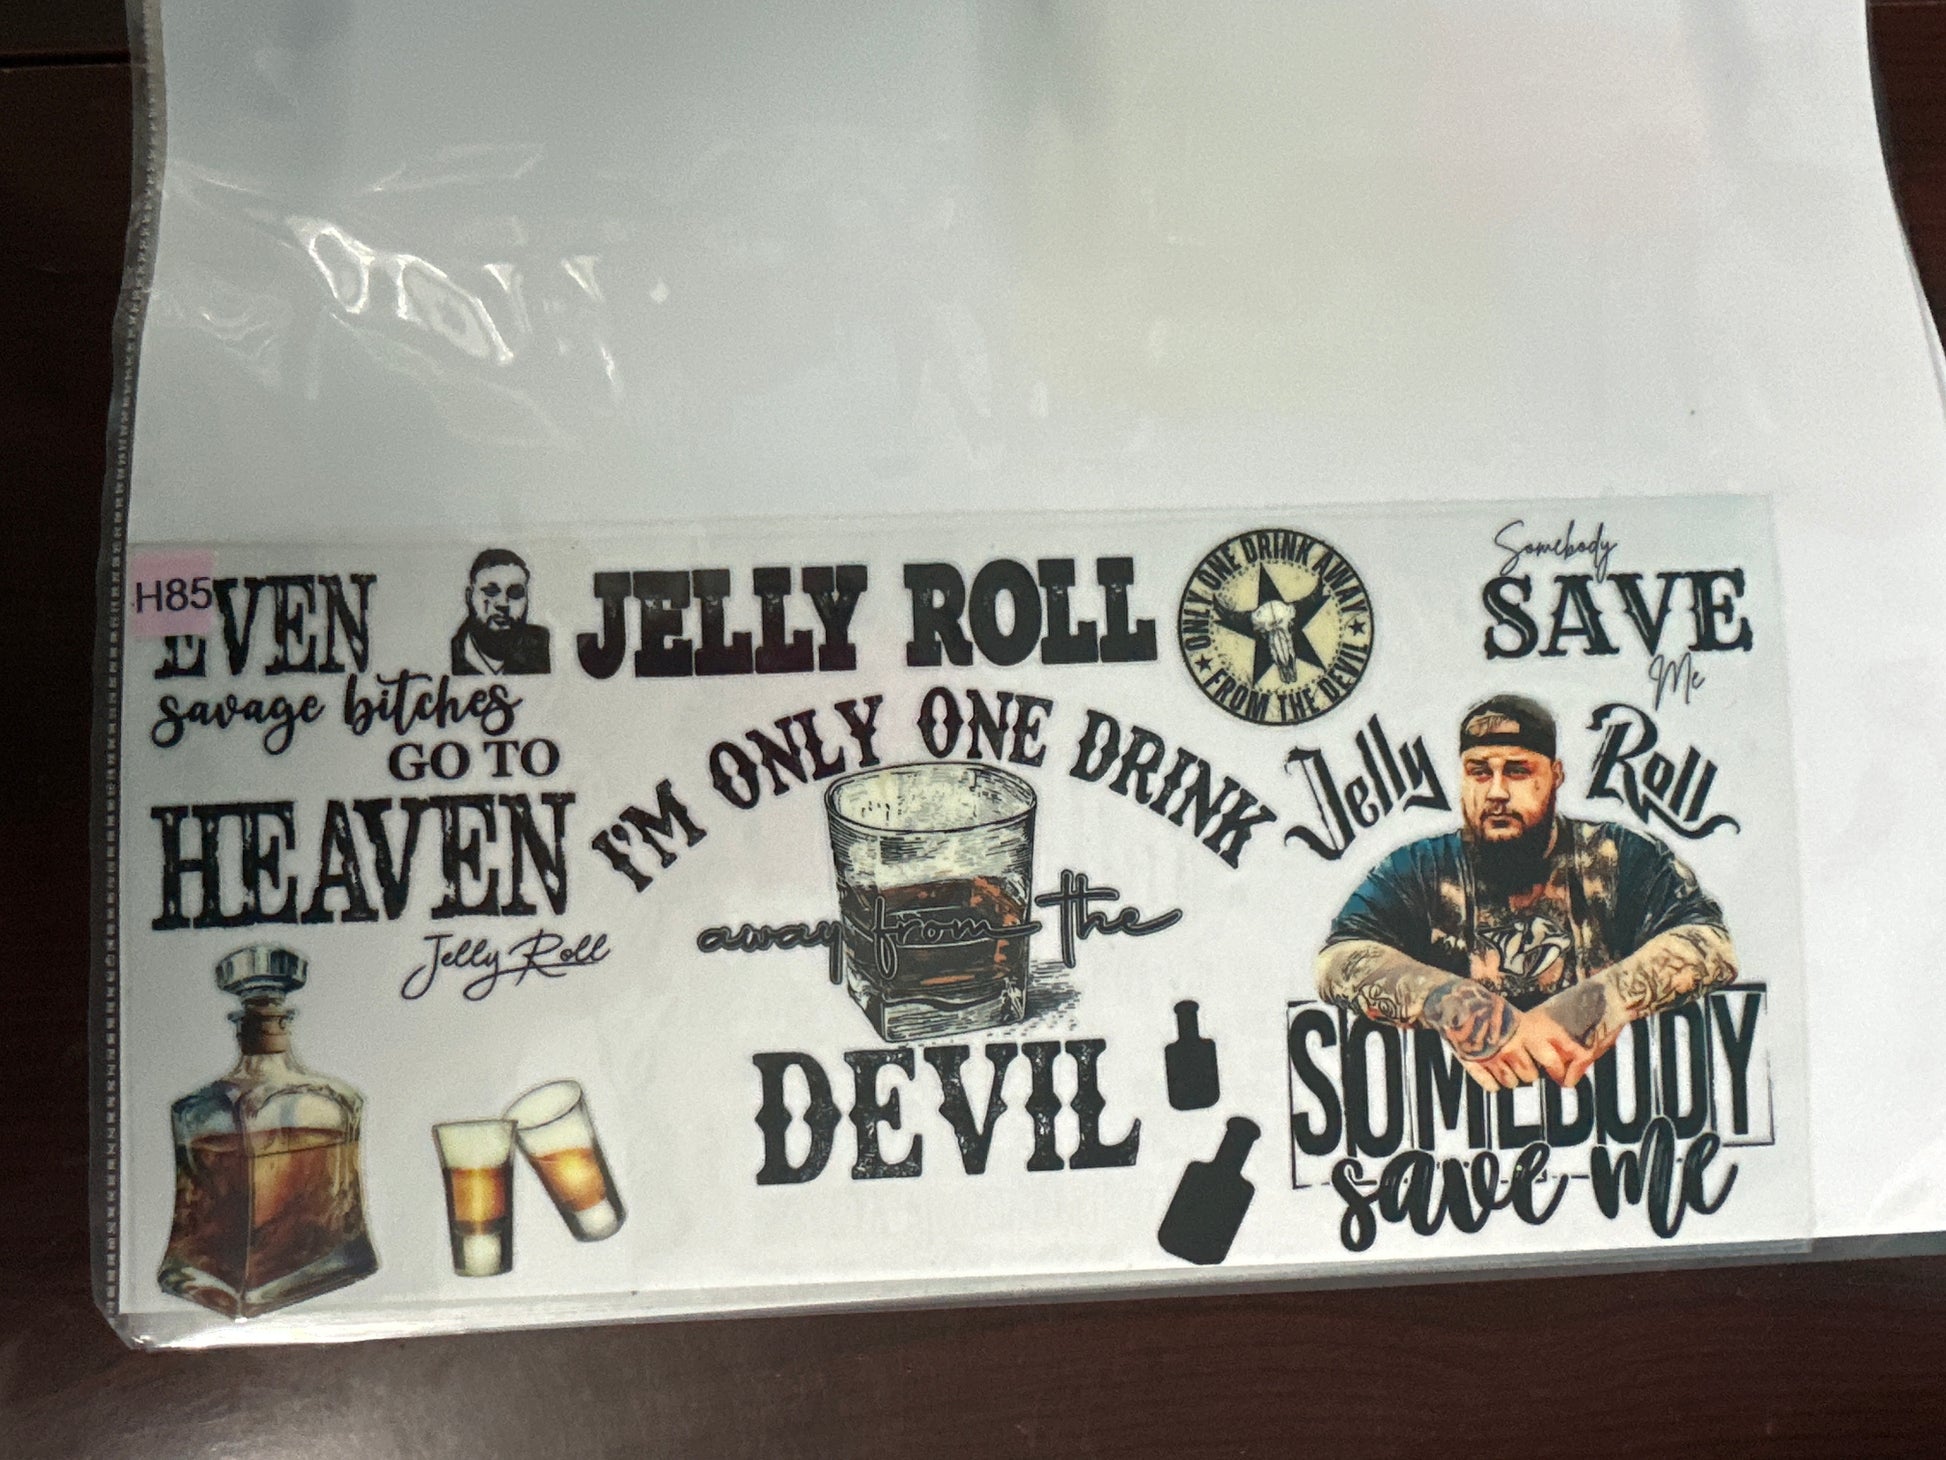 H85
EVEN
savage bitches
GO TO
HEAVEN
Jelly Roll
JELLY ROLL
ONLY ONE DRINK AWAY
FROM THE DEVIL
I'M ONLY ONE DRINK
away from the
DEVIL
Somebody
SAVE
Me
Jelly Roll
SOMEBODY
save me